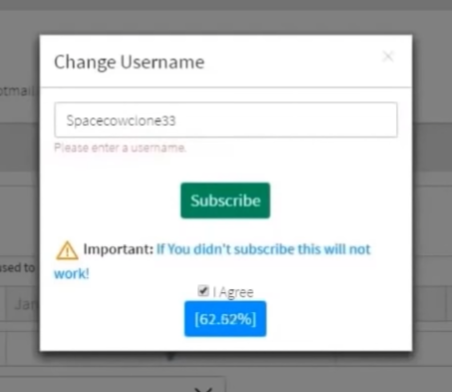 Change Username
×
otmail
Spacecowclone33
Please enter a username.
Subscribe
Important: If You didn't subscribe this will not
work!
used to
I Agree
Jan
[62.62%]